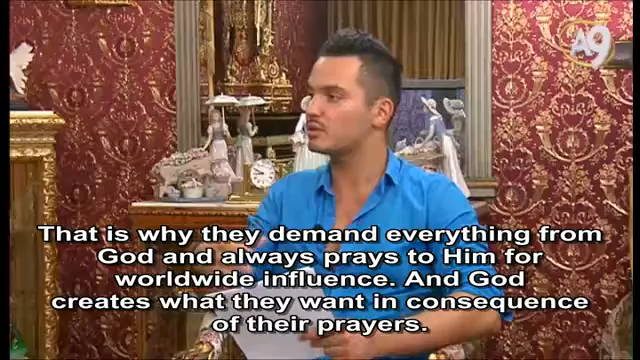 A9
That is why they demand everything from
God and always prays to Him for
worldwide influence. And God
creates what they want in consequence
of their prayers.